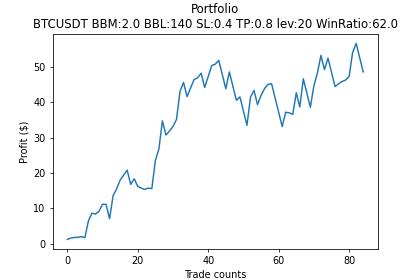 Portfolio
BTCUSDT BBM:2.0 BBL:140 SL:0.4 TP:0.8 lev:20 WinRatio:62.0
50
40
30
20
10
0
Profit ($)
0 20 40 60 80
Trade counts